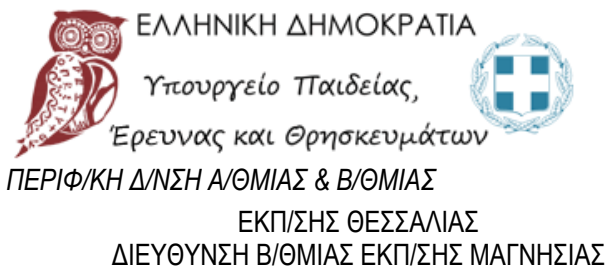 ΕΛΛΗΝΙΚΗ ΔΗΜΟΚΡΑΤΙΑ
Υπουργείο Παιδείας,
Έρευνας και Θρησκευμάτων
ΠΕΡΙΦ/ΚΗ Δ/ΝΣΗ Α/ΘΜΙΑΣ & Β/ΘΜΙΑΣ
ΕΚΠ/ΣΗΣ ΘΕΣΣΑΛΙΑΣ
ΔΙΕΥΘΥΝΣΗ Β/ΘΜΙΑΣ ΕΚΠ/ΣΗΣ ΜΑΓΝΗΣΙΑΣ